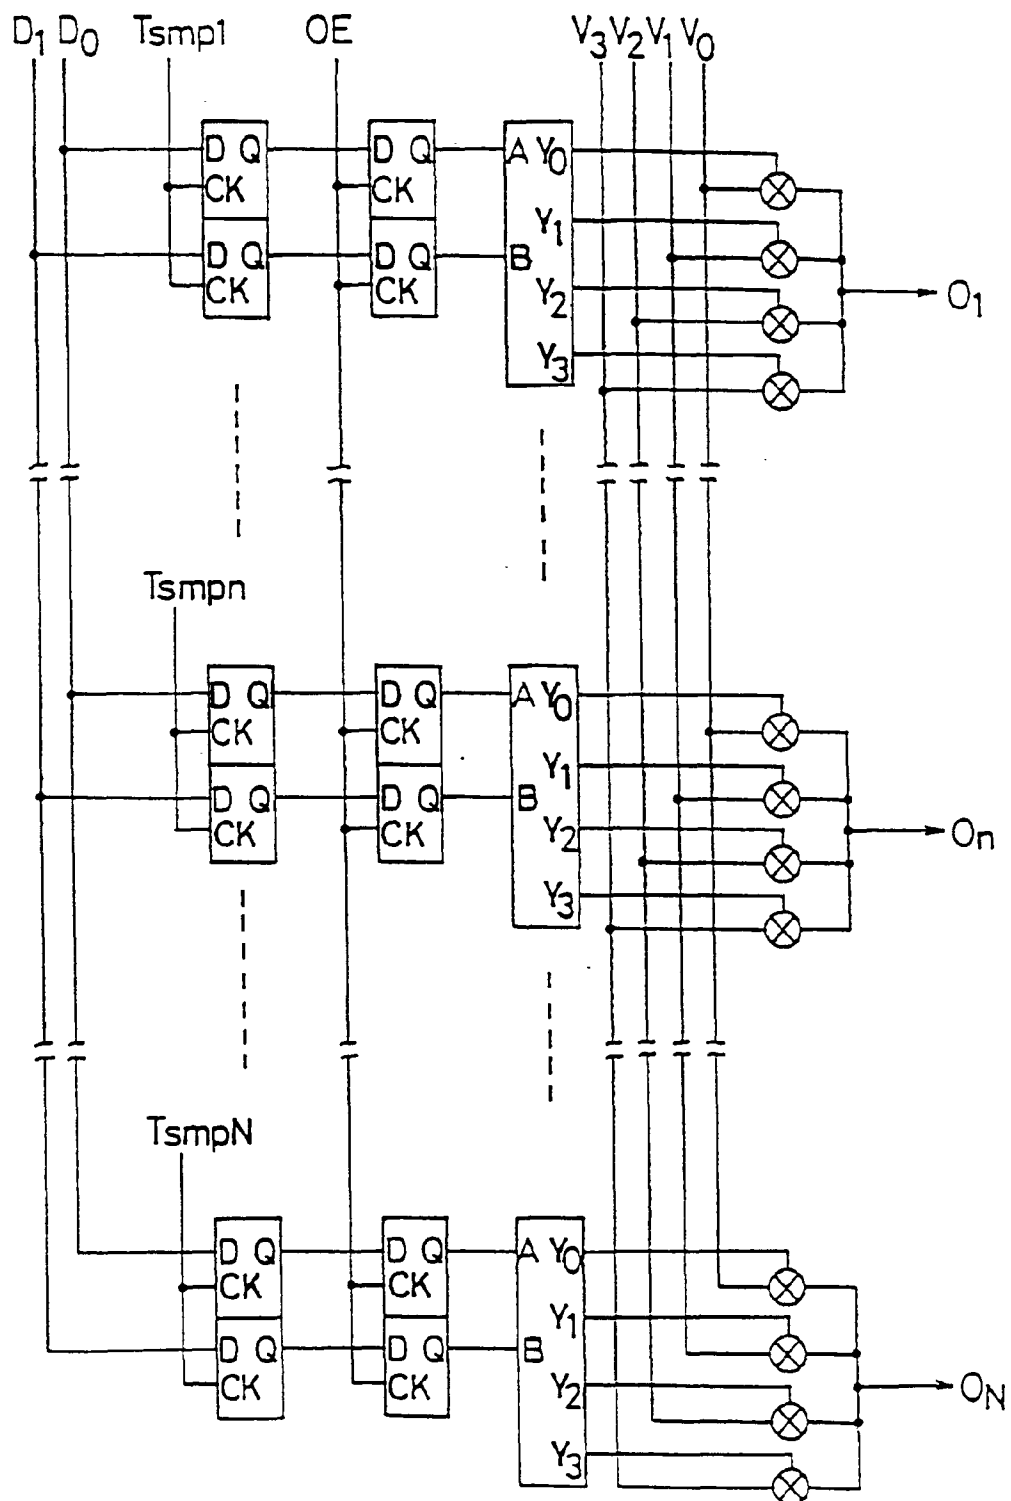 D1 D0 Tsmp1 OE V3 V2 V1 V0
D Q D Q A Y0
CK CK
Y1
D Q D Q B
CK CK
Y2
O1
Y3
Tsmpn
D Q D Q A Y0
CK CK
Y1
D Q D Q B
CK CK
Y2
On
Y3
TsmpN
D Q D Q A Y0
CK CK
Y1
D Q D Q B
CK CK
Y2
ON
Y3